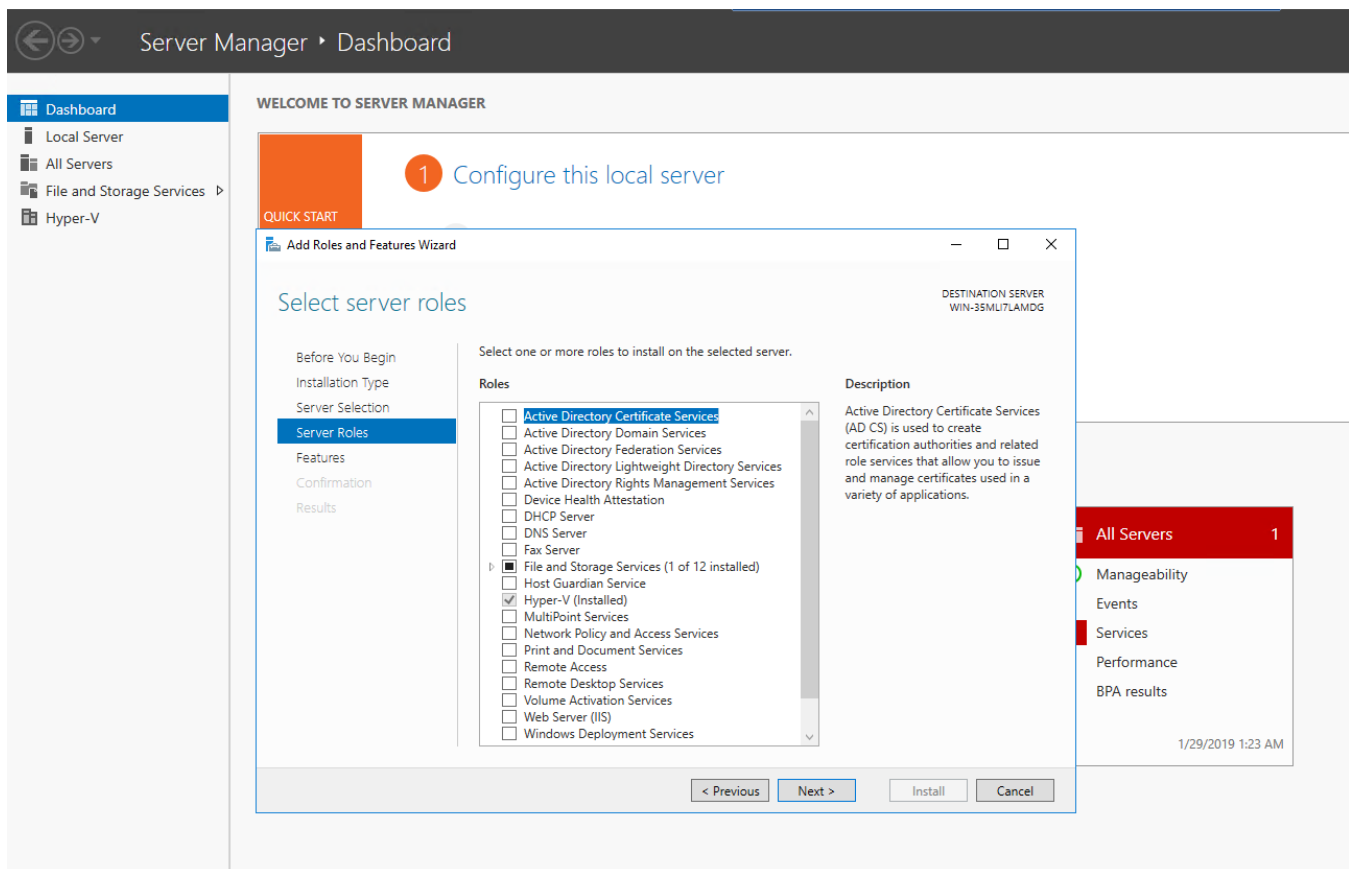 Server Manager ‣ Dashboard
Dashboard
Local Server
All Servers
File and Storage Services
Hyper-V
WELCOME TO SERVER MANAGER
QUICK START
1 Configure this local server
Add Roles and Features Wizard
Select server roles
DESTINATION SERVER
WIN-35MLI7LAMDG
Before You Begin
Installation Type
Server Selection
Server Roles
Features
Confirmation
Results
Select one or more roles to install on the selected server.
Roles
Active Directory Certificate Services
Active Directory Domain Services
Active Directory Federation Services
Active Directory Lightweight Directory Services
Active Directory Rights Management Services
Device Health Attestation
DHCP Server
DNS Server
Fax Server
File and Storage Services (1 of 12 installed)
Host Guardian Service
Hyper-V (Installed)
MultiPoint Services
Network Policy and Access Services
Print and Document Services
Remote Access
Remote Desktop Services
Volume Activation Services
Web Server (IIS)
Windows Deployment Services
Description
Active Directory Certificate Services
(AD CS) is used to create
certification authorities and related
role services that allow you to issue
and manage certificates used in a
variety of applications.
< Previous
Next >
Install
Cancel
All Servers 1
Manageability
Events
Services
Performance
BPA results
1/29/2019 1:23 AM